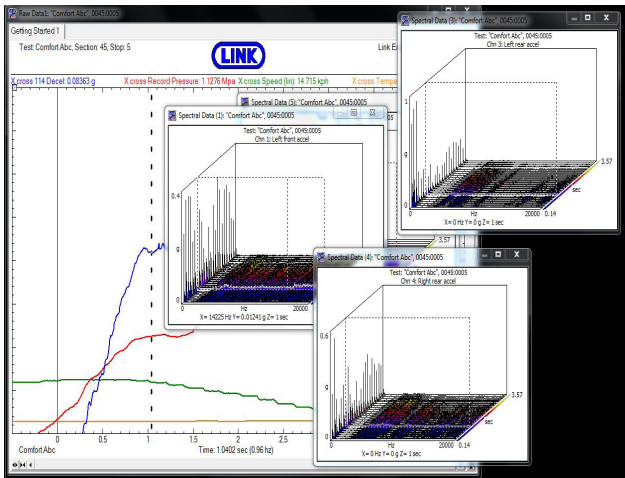 Raw Data1: "Comfort Abc", 0045:0005
Getting Started 1
Test: Comfort Abc, Section: 45, Stop: 5
LINK
Link E
X cross 114 Decel: 0.08363 g X cross Record Pressure: 1.1276 Mpa X cross Speed (lin): 14.715 kph X cross Tempe
0 0.5 1 1.5 2 2.5
Comfort Abc
Time: 1.0402 sec (0.96 hz)
Spectral Data (5): "Comfort Abc", 0045:0005
3.57
Spectral Data (1): "Comfort Abc", 0045:0005
Test: "Comfort Abc", 0045:0005
Chn 1: Left front accel
0.4
g
0
0 Hz 20000
X= 14225 Hz Y= 0.01241 g Z= 1 sec
Spectral Data (3): "Comfort Abc", 0045:0005
Test: "Comfort Abc", 0045:0005
Chn 3: Left rear accel
1
g
0
3.57
sec
0 Hz 20000 0.14
X= 0 Hz Y= 0 g Z= 1 sec
Spectral Data (4): "Comfort Abc", 0045:0005
Test: "Comfort Abc", 0045:0005
Chn 4: Right rear accel
0.6
g
0
3.57
sec
0 Hz 20000 0.14
X= 0 Hz Y= 0 g Z= 1 sec